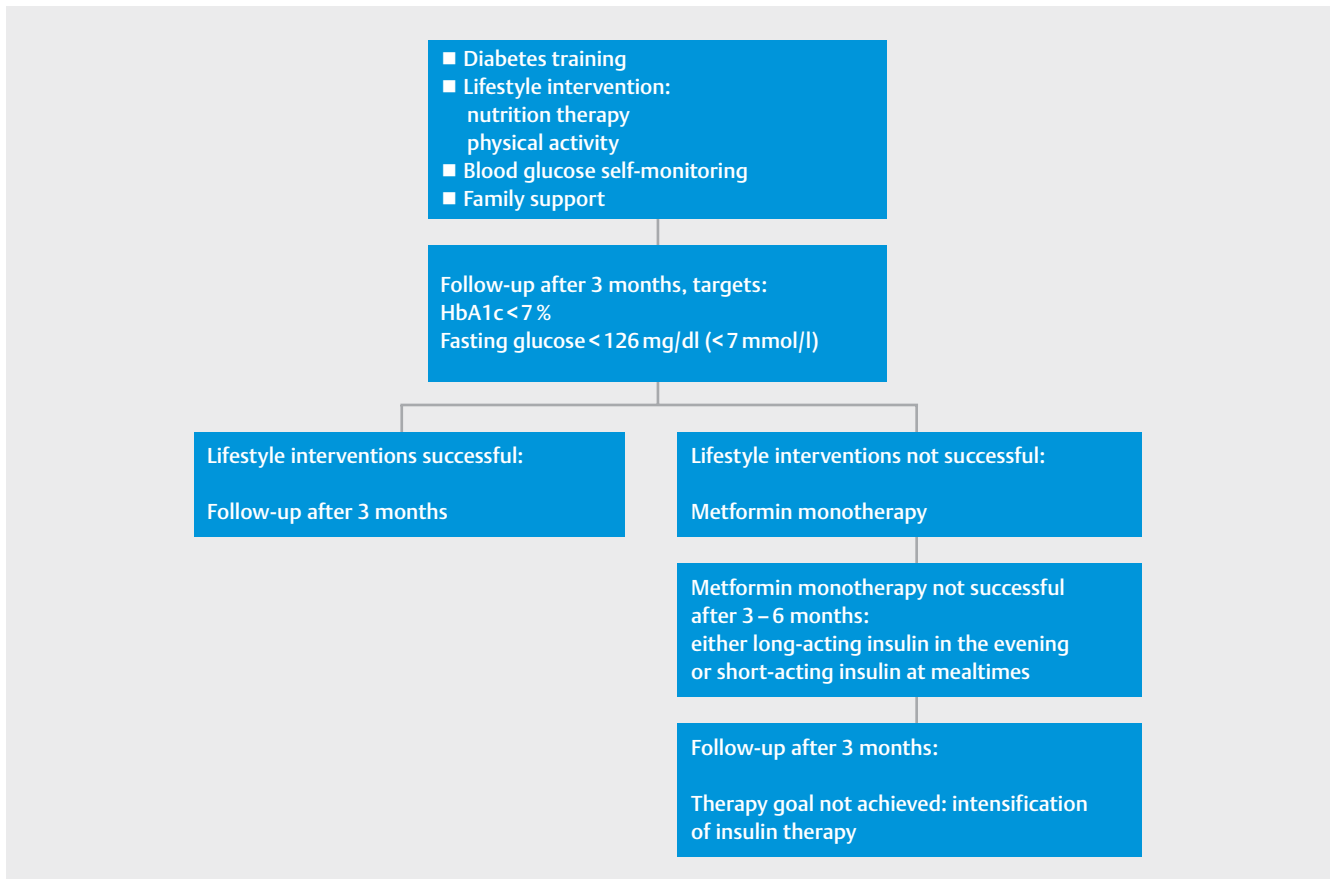 ■ Diabetes training
■ Lifestyle intervention:
nutrition therapy
physical activity
■ Blood glucose self-monitoring
■ Family support
Follow-up after 3 months, targets:
HbA1c < 7 %
Fasting glucose < 126 mg/dl (< 7 mmol/l)
Lifestyle interventions successful:
Follow-up after 3 months
Lifestyle interventions not successful:
Metformin monotherapy
Metformin monotherapy not successful
after 3 – 6 months:
either long-acting insulin in the evening
or short-acting insulin at mealtimes
Follow-up after 3 months:
Therapy goal not achieved: intensification
of insulin therapy